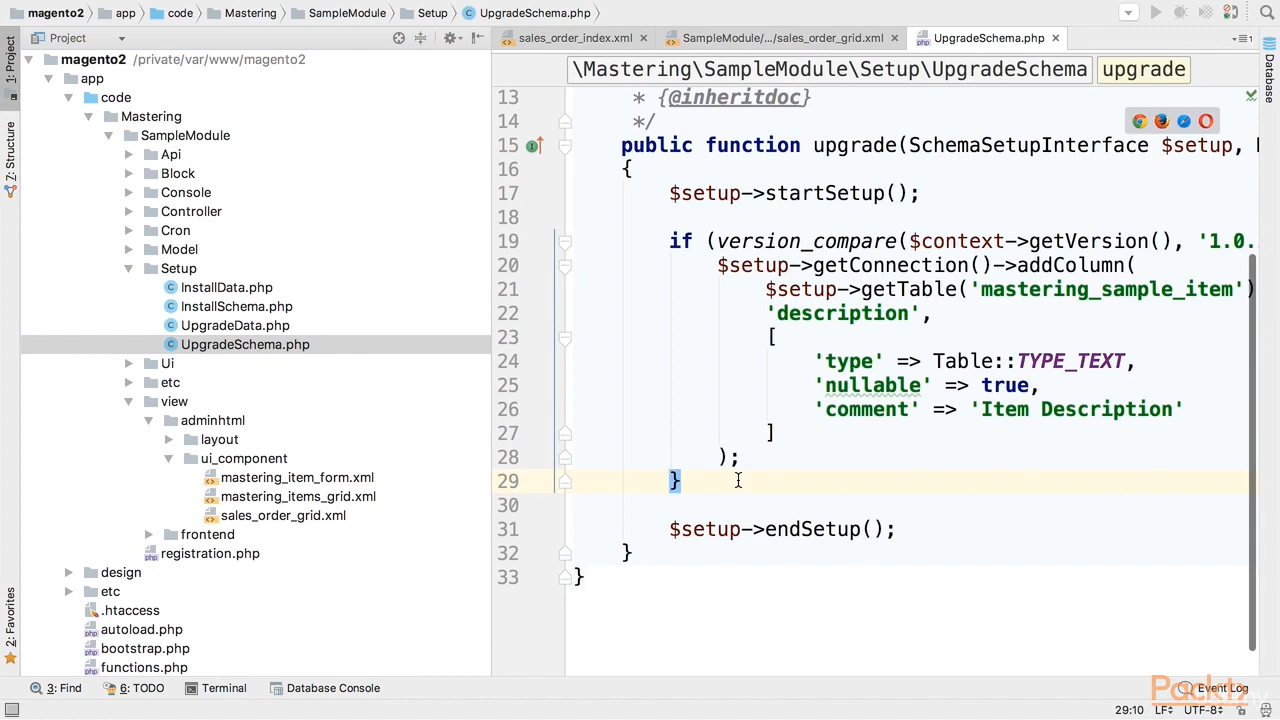 magento2 app code Mastering SampleModule Setup UpgradeSchema.php
Project
sales_order_index.xml
SampleModule/.../sales_order_grid.xml
UpgradeSchema.php
1: Project
Z: Structure
2: Favorites
Database
magento2 /private/var/www/magento2
app
code
Mastering
SampleModule
Api
Block
Console
Controller
Cron
Model
Setup
InstallData.php
InstallSchema.php
UpgradeData.php
UpgradeSchema.php
Ui
etc
view
adminhtml
layout
ui_component
mastering_item_form.xml
mastering_items_grid.xml
sales_order_grid.xml
frontend
registration.php
design
etc
.htaccess
autoload.php
bootstrap.php
functions.php
\Mastering\SampleModule\Setup\UpgradeSchema upgrade
13 * {@inheritdoc}
14 */
15 public function upgrade(SchemaSetupInterface $setup,
16 {
17 $setup->startSetup();
18
19 if (version_compare($context->getVersion(), '1.0.
20 $setup->getConnection()->addColumn(
21 $setup->getTable('mastering_sample_item')
22 'description',
23 [
24 'type' => Table::TYPE_TEXT,
25 'nullable' => true,
26 'comment' => 'Item Description'
27 ]
28 );
29 }
30
31 $setup->endSetup();
32 }
33 }
3: Find
6: TODO
Terminal
Database Console
Event Log
29:10 LF UTF-8